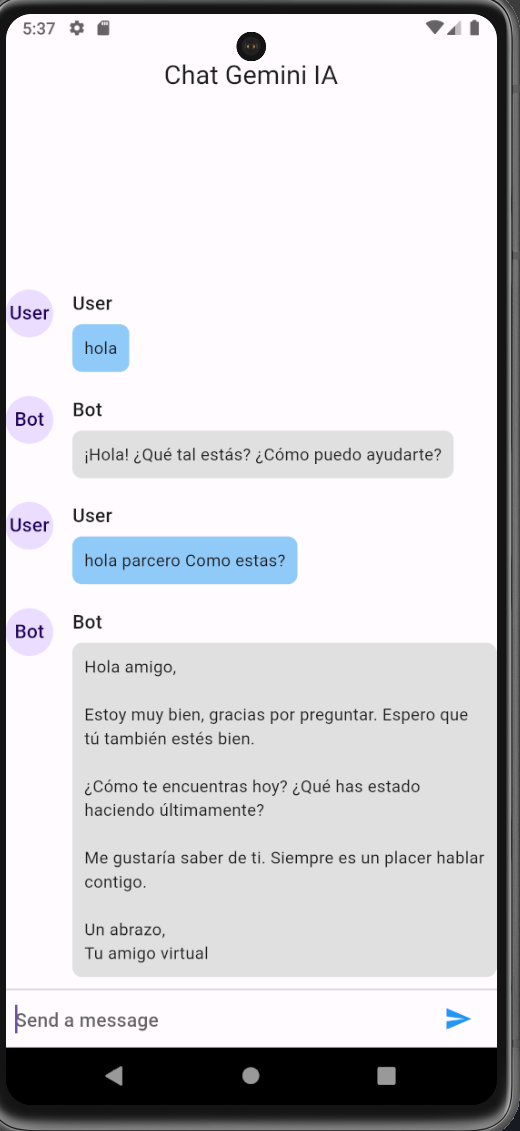 5:37
Chat Gemini IA
User
User
hola
Bot
Bot
¡Hola! ¿Qué tal estás? ¿Cómo puedo ayudarte?
User
User
hola parcero Como estas?
Bot
Bot
Hola amigo,
Estoy muy bien, gracias por preguntar. Espero que
tú también estés bien.
¿Cómo te encuentras hoy? ¿Qué has estado
haciendo últimamente?
Me gustaría saber de ti. Siempre es un placer hablar
contigo.
Un abrazo,
Tu amigo virtual
Send a message